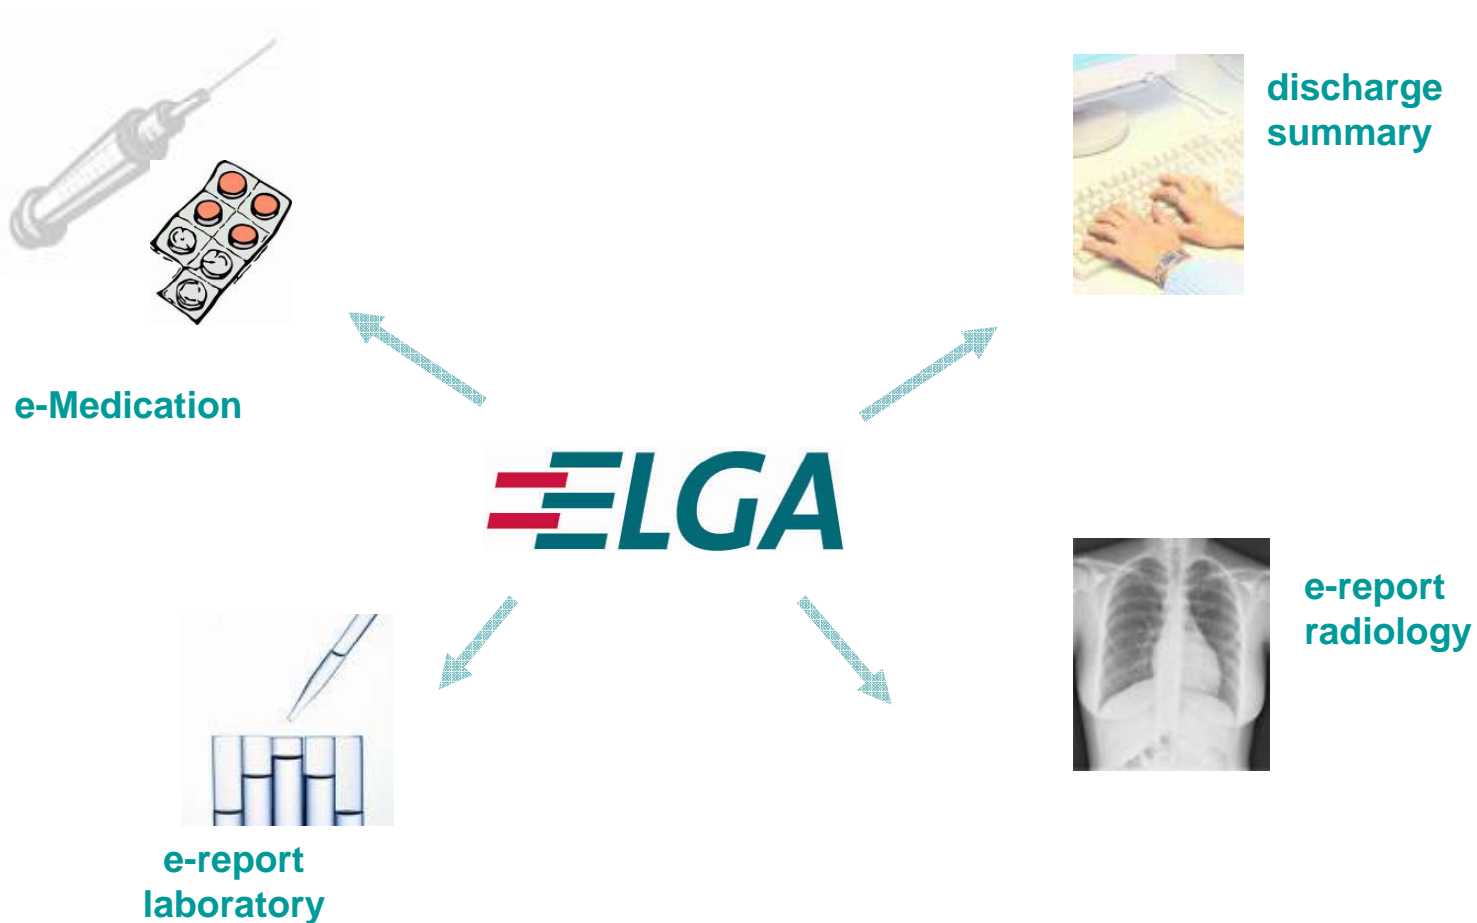 discharge
summary
e-Medication
ELGA
e-report
radiology
e-report
laboratory